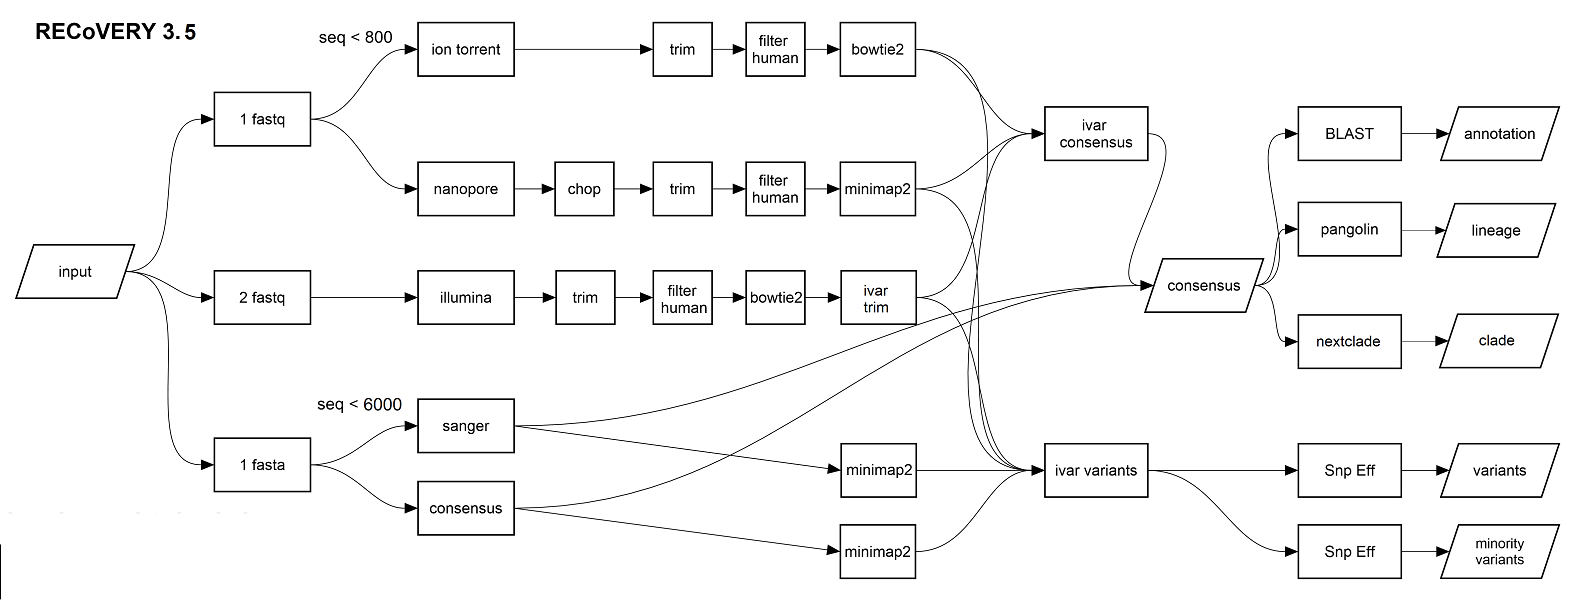 RECoVERY 3.5
seq < 800
ion torrent
trim
filter
human
bowtie2
1 fastq
ivar
consensus
BLAST
annotation
nanopore
chop
trim
filter
human
minimap2
pangolin
lineage
input
consensus
2 fastq
illumina
trim
filter
human
bowtie2
ivar
trim
nextclade
clade
seq < 6000
sanger
1 fasta
minimap2
ivar variants
Snp Eff
variants
consensus
minimap2
Snp Eff
minority
variants